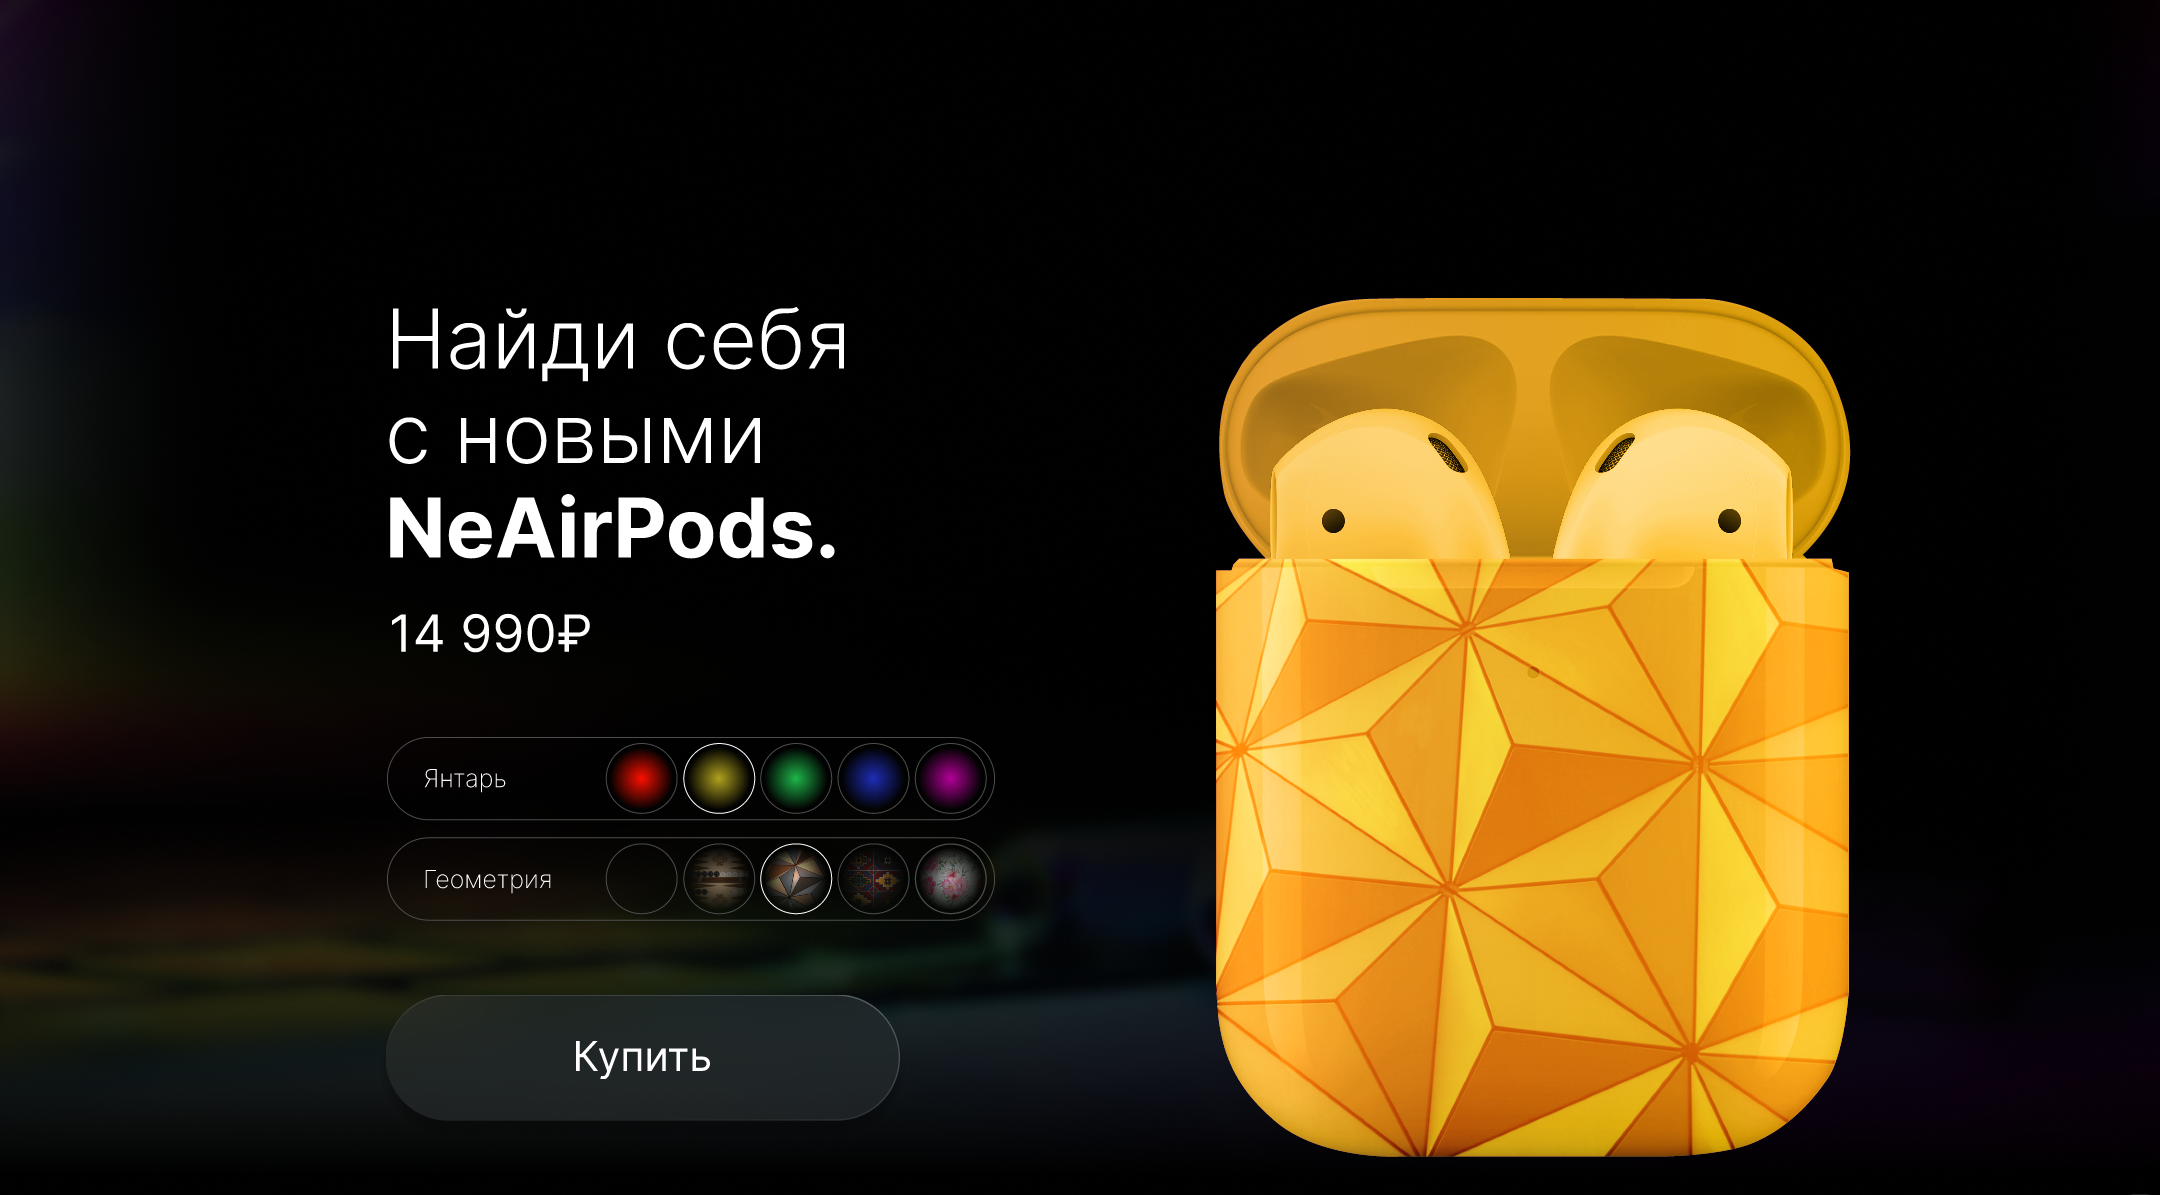 Найди себя
с новыми
NeAirPods.
14 990₽
Янтарь
Геометрия
Купить